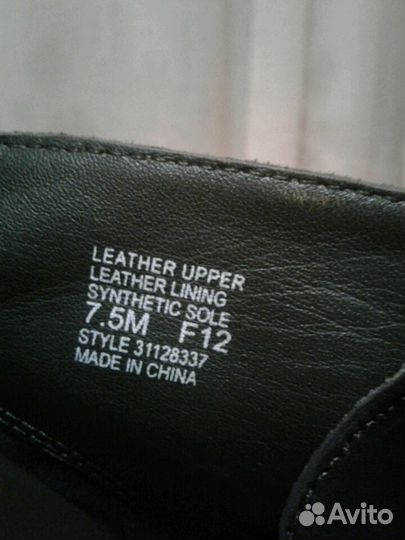 LEATHER UPPER
LEATHER LINING
SYNTHETIC SOLE
7.5M F12
STYLE 31128337
MADE IN CHINA
Avito